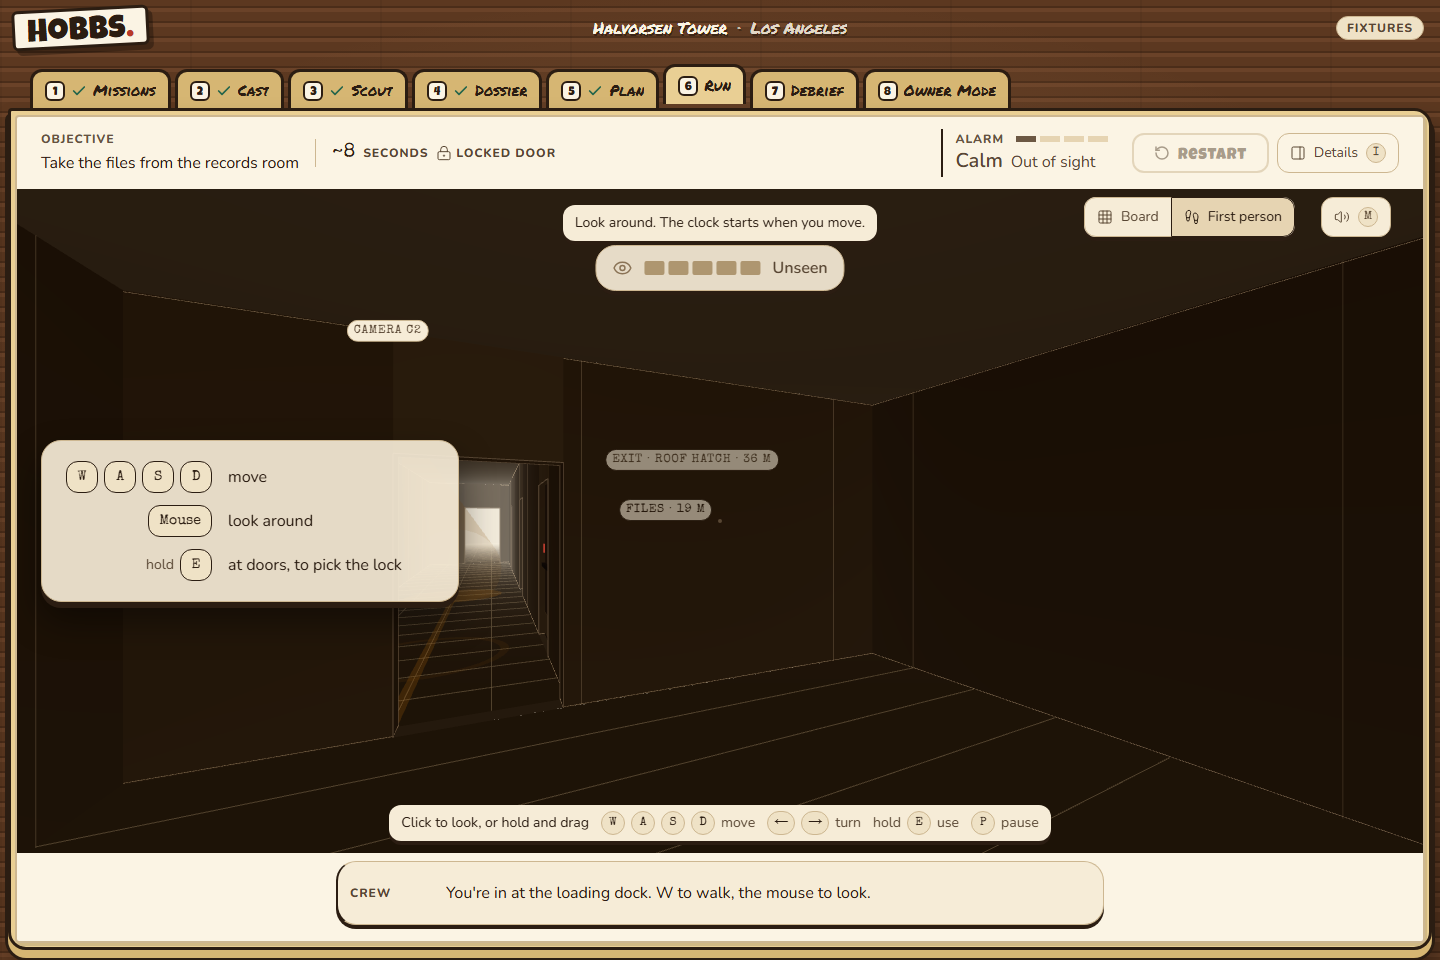 HOBBS.
Halvorsen Tower · Los Angeles
FIXTURES
1 Missions
2 Cast
3 Scout
4 Dossier
5 Plan
6 Run
7 Debrief
8 Owner Mode
OBJECTIVE
Take the files from the records room
~8 SECONDS LOCKED DOOR
ALARM
Calm Out of sight
RESTART
Details I
Look around. The clock starts when you move.
Board
First person
M
Unseen
CAMERA C2
EXIT · ROOF HATCH · 36 M
FILES · 19 M
W A S D move
Mouse look around
hold E at doors, to pick the lock
Click to look, or hold and drag W A S D move ← → turn hold E use P pause
CREW You're in at the loading dock. W to walk, the mouse to look.